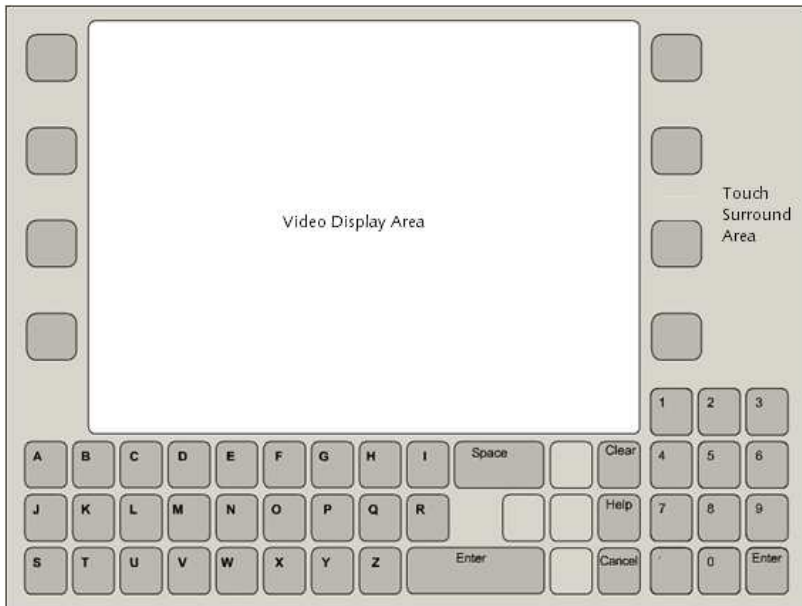 Video Display Area
Touch
Surround
Area
1 2 3
A B C D E F G H I Space Clear 4 5 6
J K L M N O P Q R Help 7 8 9
S T U V W X Y Z Enter Cancel . 0 Enter